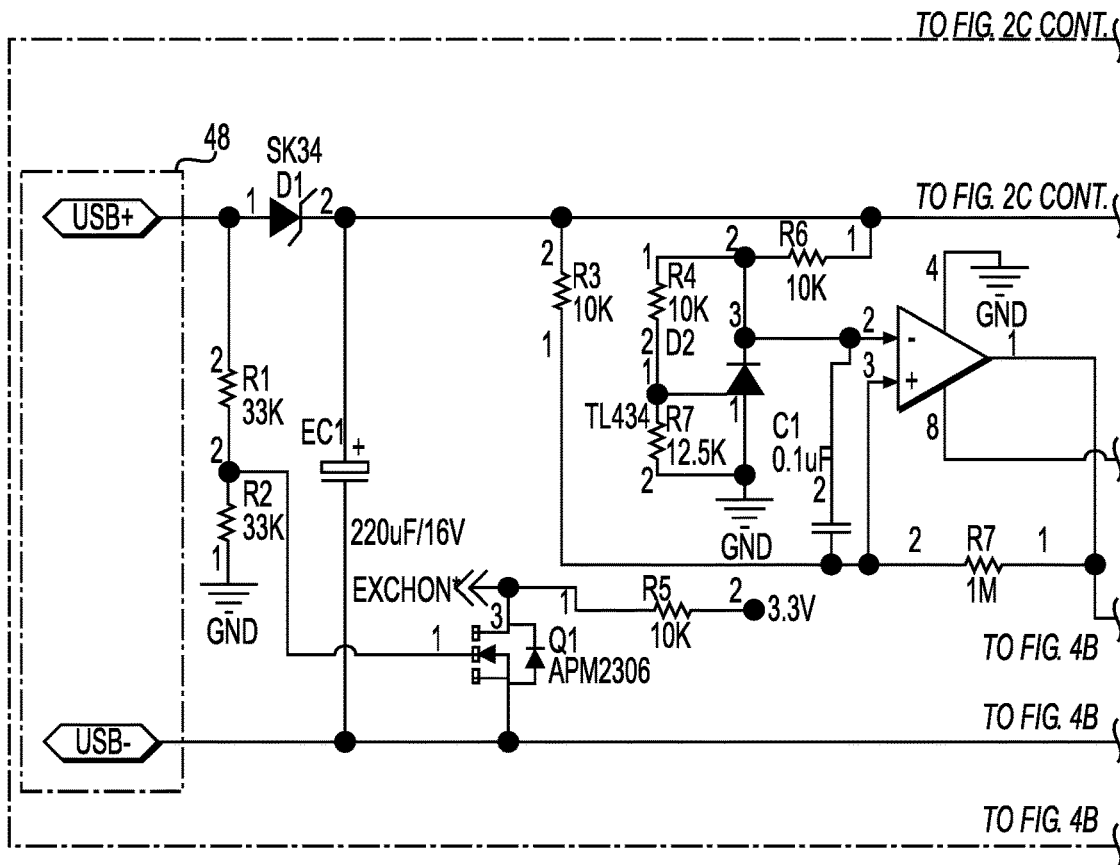 TO FIG. 2C CONT.
48
SK34
D1
USB+
1
2
TO FIG. 2C CONT.
2
R3
10K
1
1
R4
10K
2
D2
2
R6
1
10K
3
4
GND
2
-
1
3
+
8
2
R1
33K
EC1
+
220uF/16V
2
R2
33K
1
GND
1
TL434
R7
12.5K
2
1
GND
C1
0.1uF
2
2
R7
1
1M
EXCHON*
1
R5
10K
2
3.3V
3
1
Q1
APM2306
TO FIG. 4B
USB-
TO FIG. 4B
TO FIG. 4B